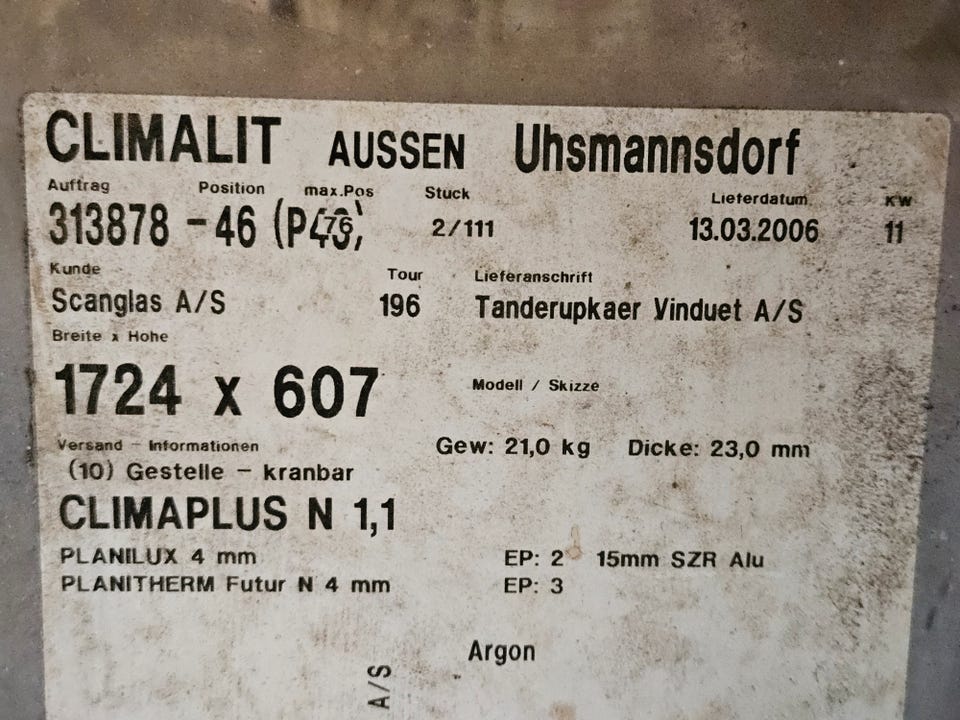 CLIMALIT AUSSEN Uhsmannsdorf
Auftrag Position max.Pos Stuck Lieferdatum KW
313878 - 46 2/111 13.03.2006 11
Kunde Tour Lieferanschrift
Scanglas A/S 196 Tanderupkaer Vinduet A/S
Breite x Hohe
1724 x 607 Modell / Skizze
Versand - Informationen Gew: 21,0 kg Dicke: 23,0 mm
(10) Gestelle - kranbar
CLIMAPLUS N 1,1
PLANILUX 4 mm EP: 2 15mm SZR Alu
PLANITHERM Futur N 4 mm EP: 3
Argon
A/S